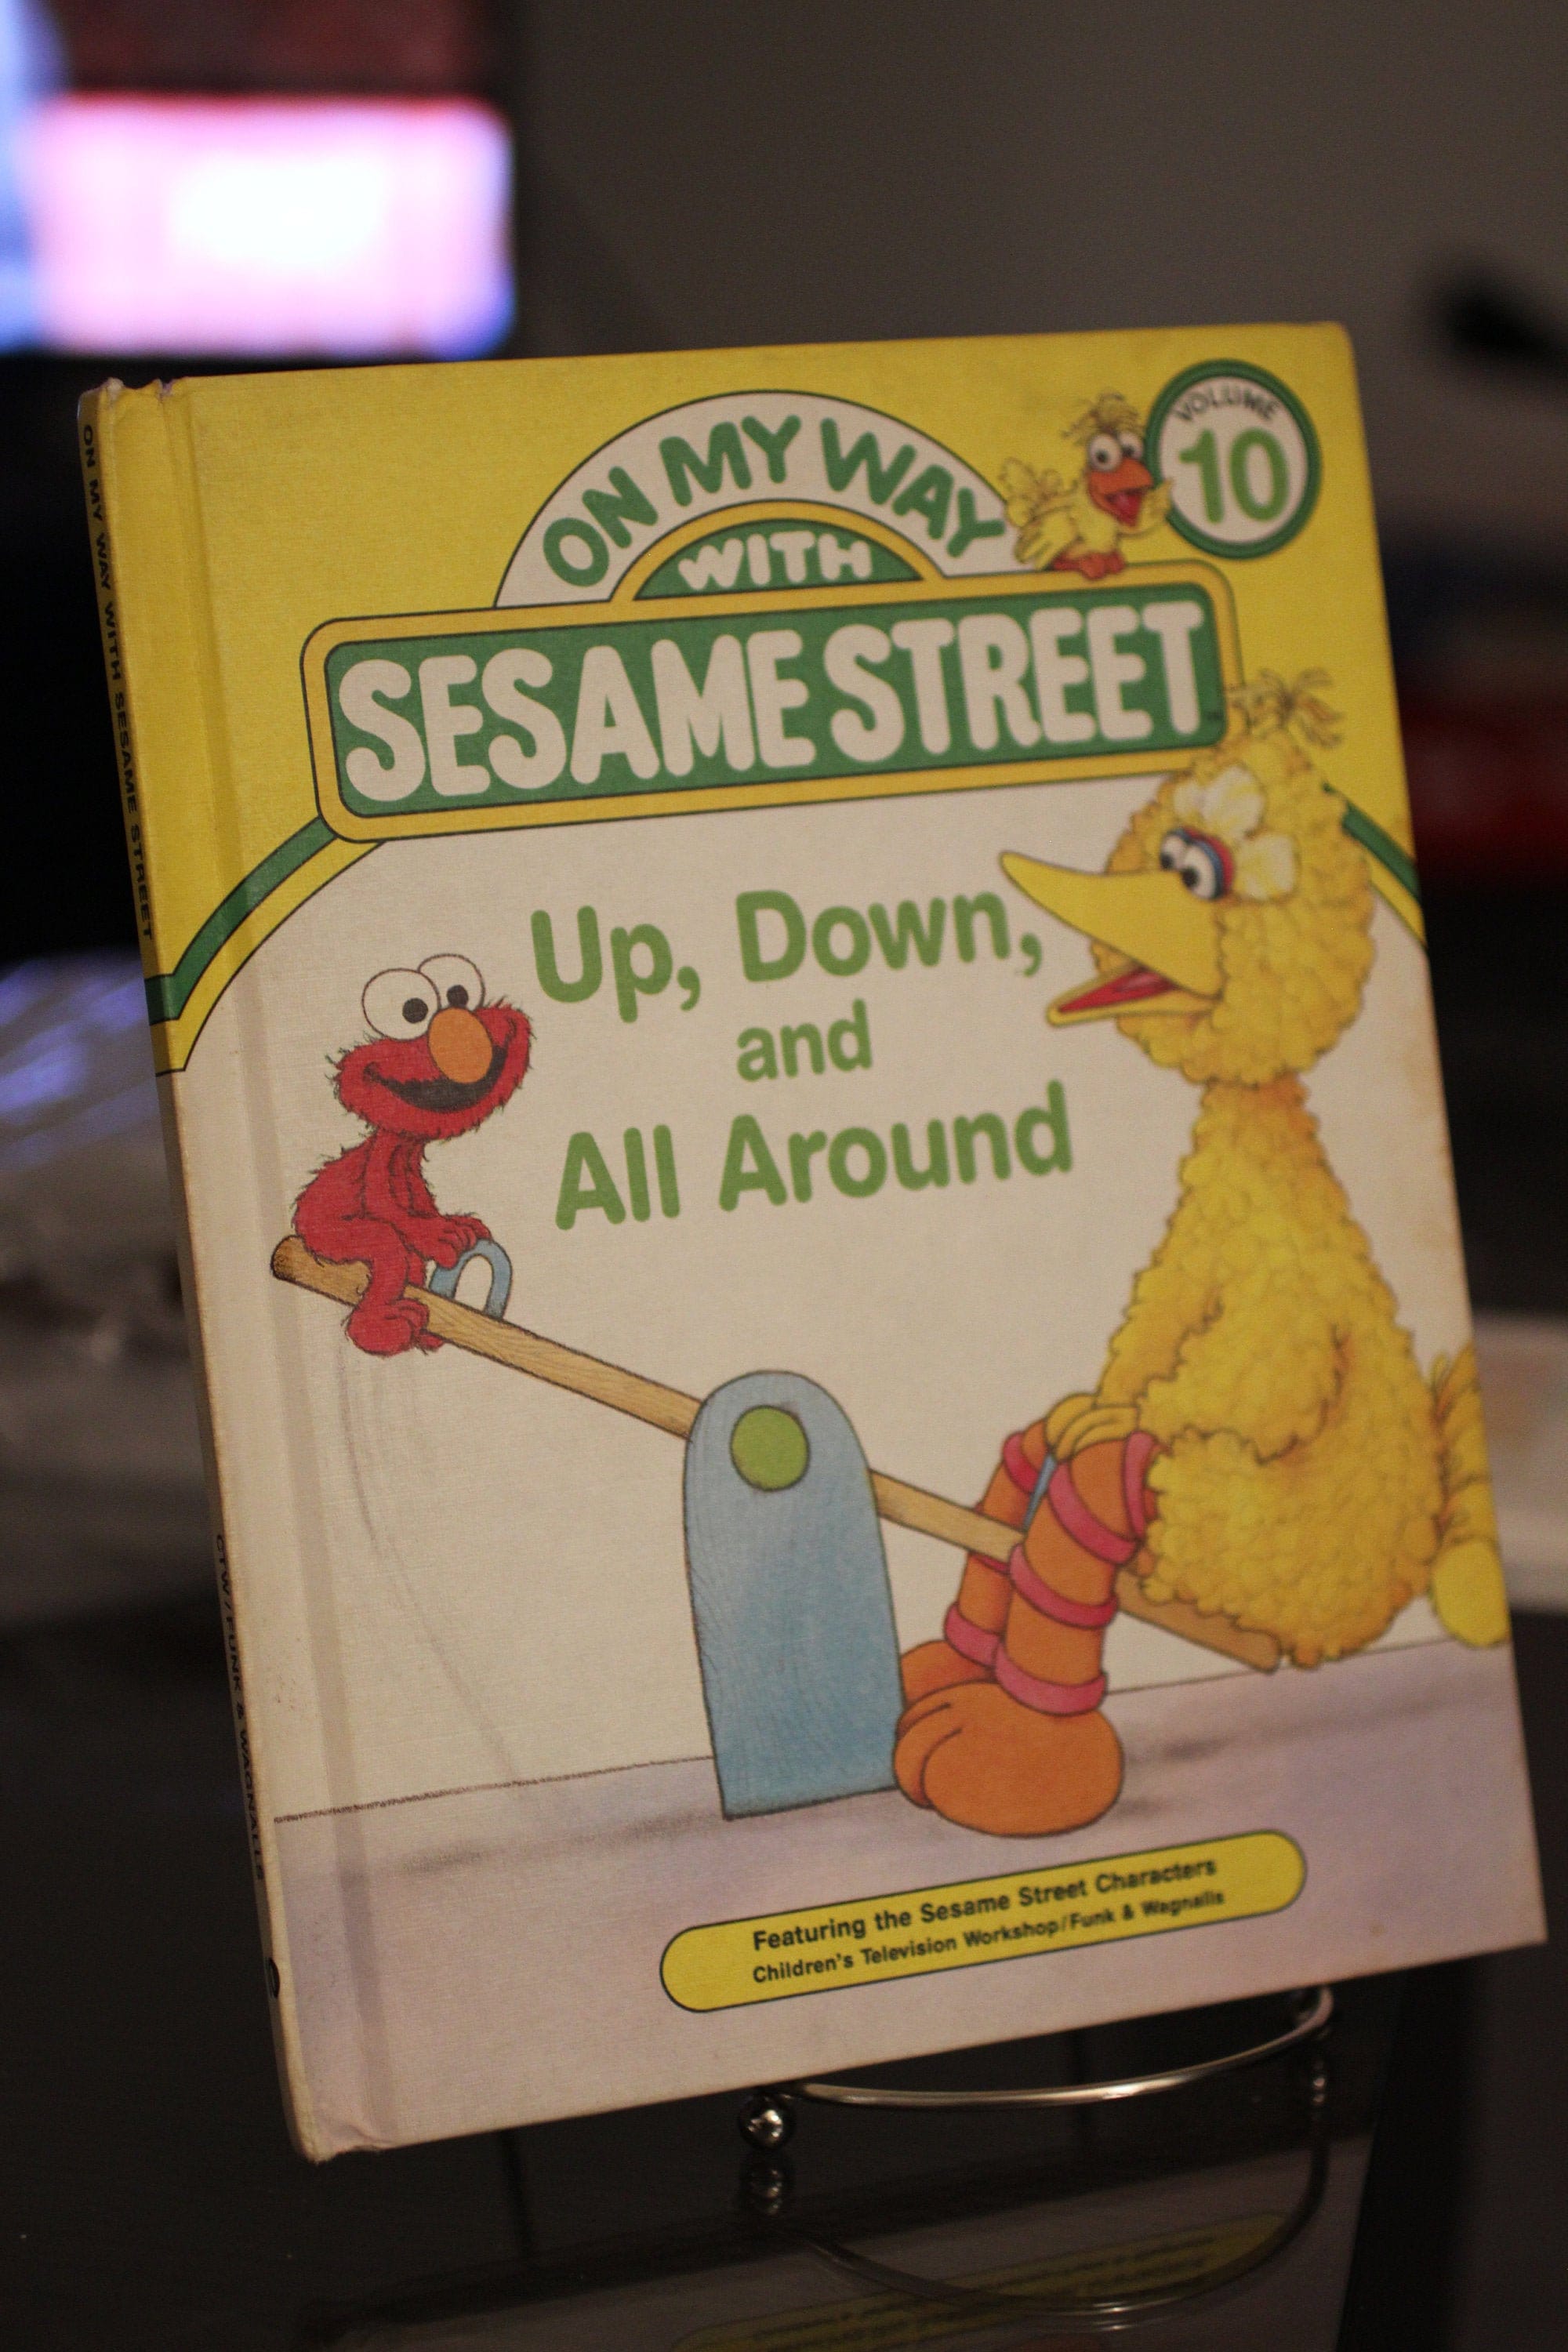 ON MY WAY
WITH
SESAME STREET
VOLUME
10
Up, Down,
and
All Around
Featuring the Sesame Street Characters
Children's Television Workshop/Funk & Wagnalls
ON MY WAY WITH SESAME STREET
CTW/FUNK & WAGNALLS